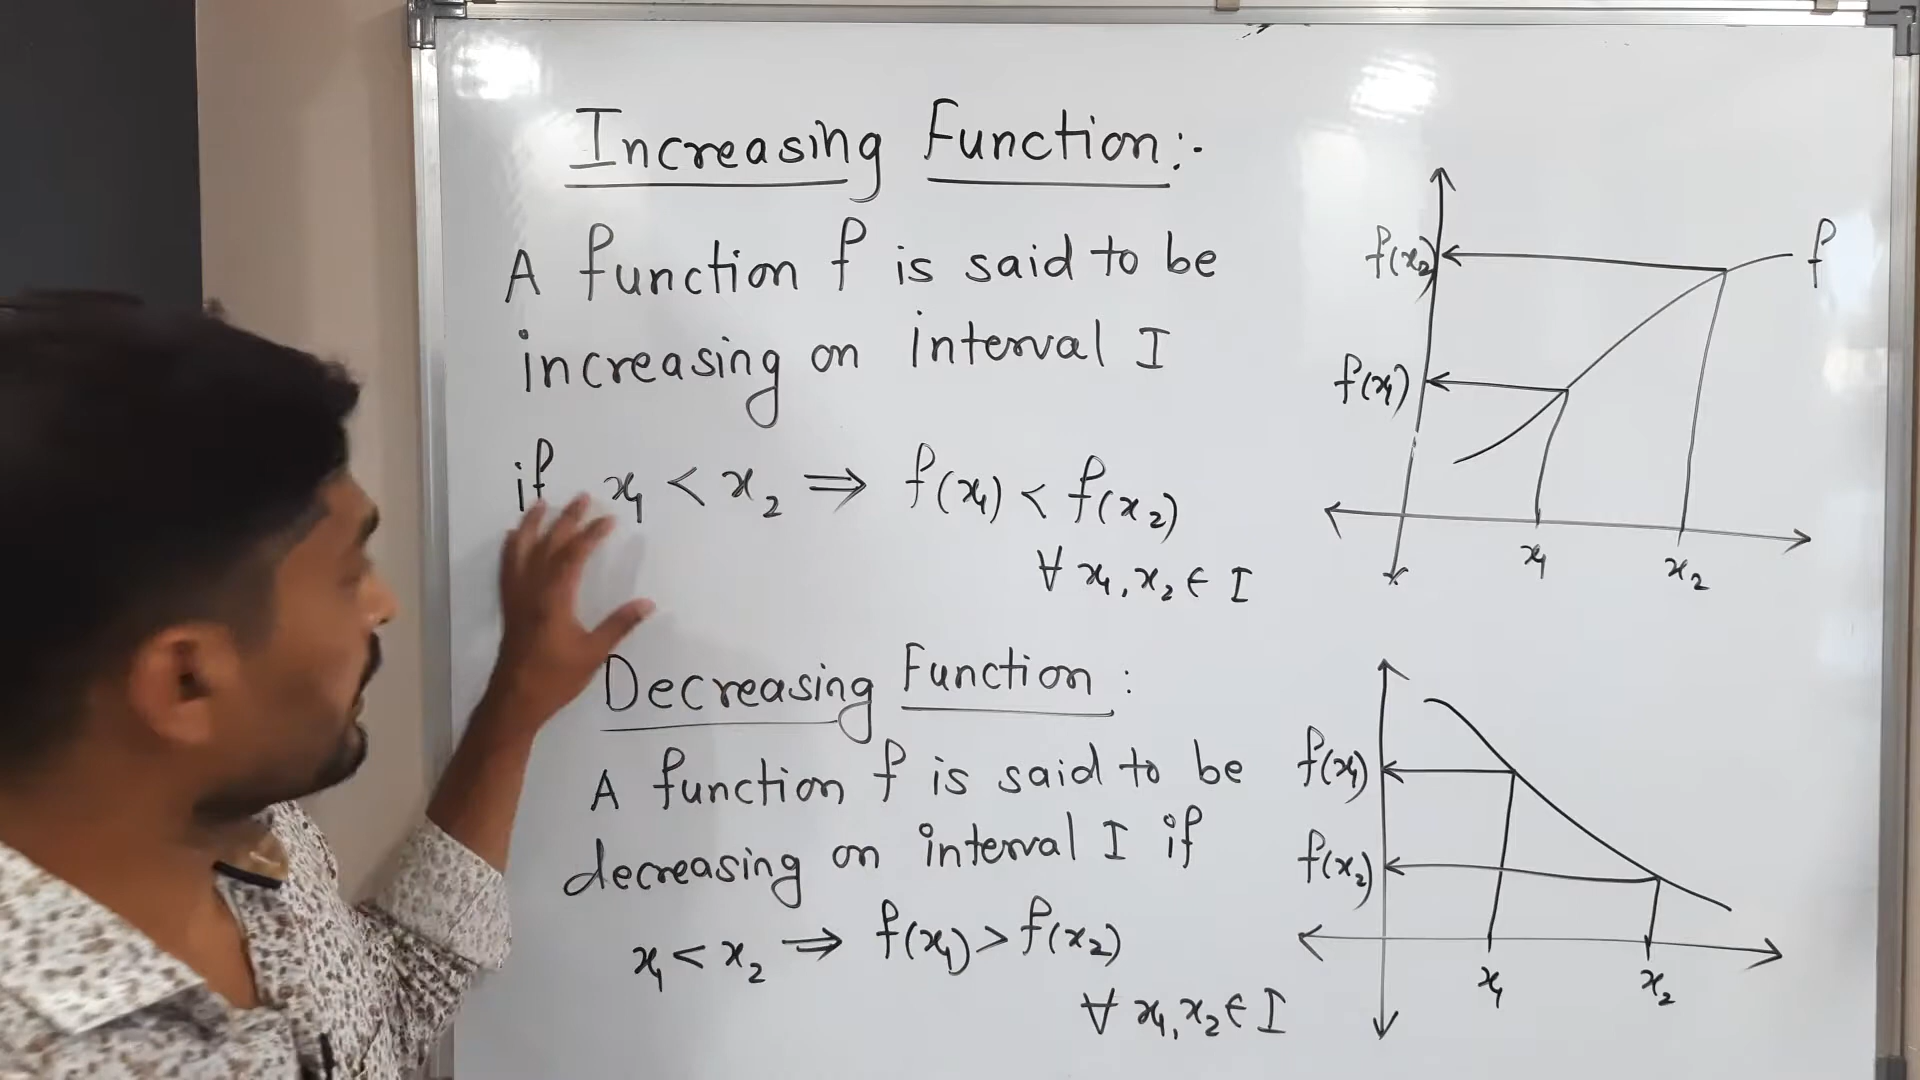 Increasing Function:-
A function f is said to be
increasing on interval I
if x₁ < x₂ ⇒ f(x₁) < f(x₂)
∀ x₁, x₂ ∈ I
f(x₂)
f
f(x₁)
x₁
x₂
Decreasing Function :
A function f is said to be
decreasing on interval I if
x₁ < x₂ ⇒ f(x₁) > f(x₂)
∀ x₁, x₂ ∈ I
f(x₁)
f(x₂)
x₁
x₂